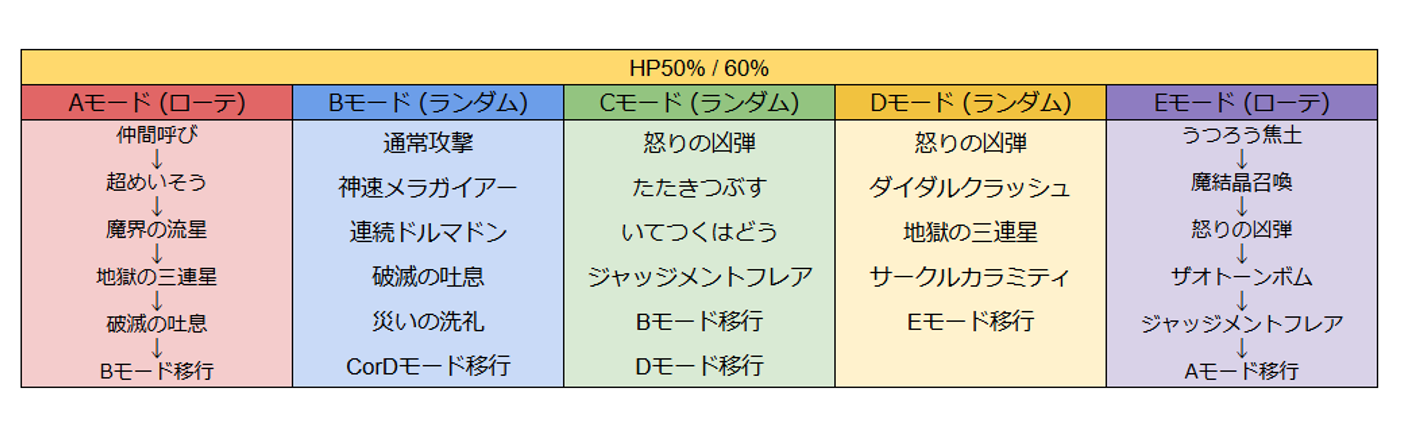 HP50% / 60%
Aモード (ローテ)
仲間呼び
↓
超めいそう
↓
魔界の流星
↓
地獄の三連星
↓
破滅の吐息
↓
Bモード移行
Bモード (ランダム)
通常攻撃
神速メラガイアー
連続ドルマドン
破滅の吐息
災いの洗礼
CorDモード移行
Cモード (ランダム)
怒りの凶弾
たたきつぶす
いてつくはどう
ジャッジメントフレア
Bモード移行
Dモード移行
Dモード (ランダム)
怒りの凶弾
ダイダルクラッシュ
地獄の三連星
サークルカラミティ
Eモード移行
Eモード (ローテ)
うつろう焦土
↓
魔結晶召喚
↓
怒りの凶弾
↓
ザオトーンボム
↓
ジャッジメントフレア
↓
Aモード移行